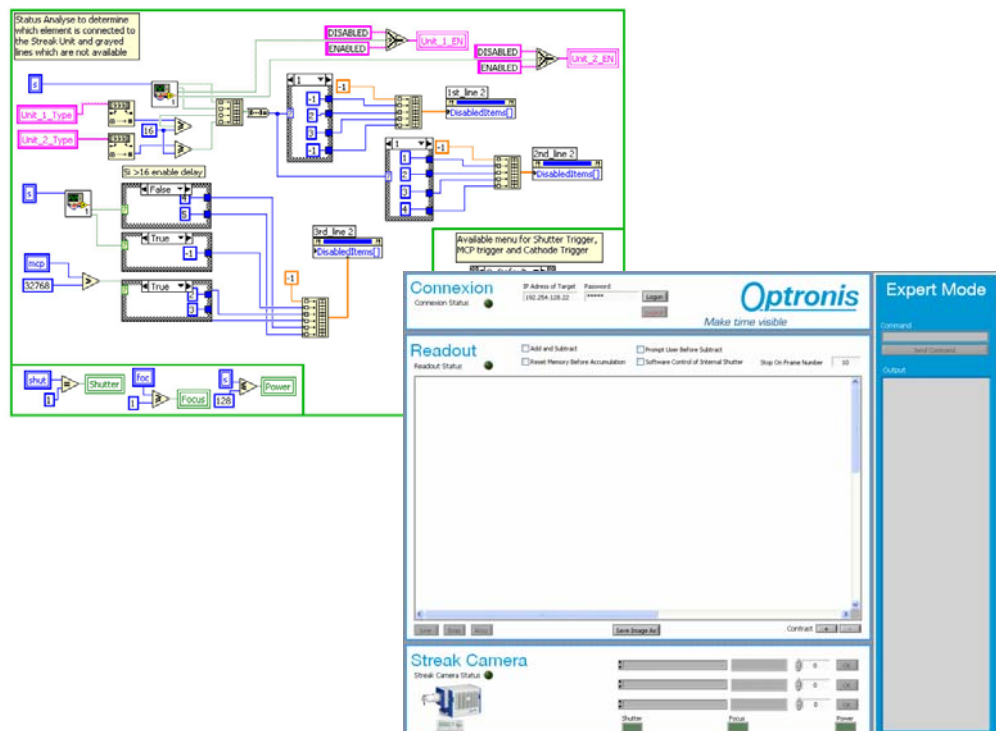 Status Analyse to determine
which element is connected to
the Streak Unit and grayed
lines which are not available
DISABLED
ENABLED
Unit_1_EN
DISABLED
ENABLED
Unit_2_EN
s
Unit_1_Type
Unit_2_Type
16
1
-1
2
3
-1
-1
1st_line 2
DisabledItems[]
1
1
2
3
4
-1
2nd_line 2
DisabledItems[]
Si >16 enable delay
s
False
4
5
True
-1
mcp
32768
True
2
3
-1
3rd_line 2
DisabledItems[]
Available menu for Shutter Trigger,
MCP trigger and Cathode Trigger
shut
1
Shutter
foc
1
Focus
s
128
Power
Connexion
Connexion Status
IP Adress of Target
Password
192.254.128.22
*****
Logon
Optronis
Make time visible
Readout
Readout Status
Add and Subtract
Prompt User Before Subtract
Reset Memory Before Accumulation
Software Control of Internal Shutter
Stop On Frame Number
10
Save Image As
Contrast
+
-
Streak Camera
Streak Camera Status
0
OK
0
OK
0
OK
Shutter
Focus
Power
Expert Mode
Command
Send Command
Output